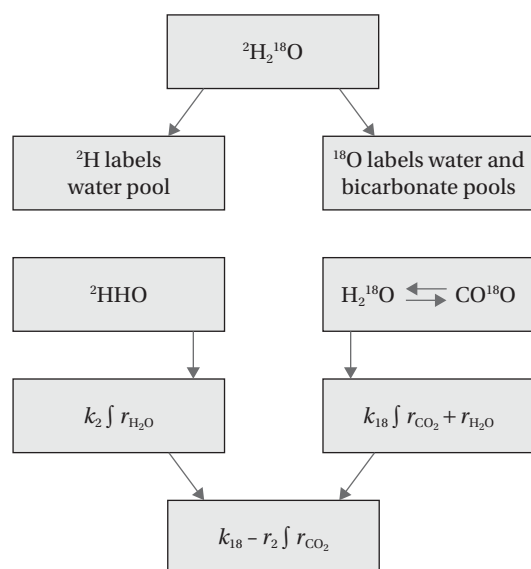 ²H₂¹⁸O
²H labels
water pool
¹⁸O labels water and
bicarbonate pools
²HHO
H₂¹⁸O ⇄ CO¹⁸O
k₂ ∫ r_H₂O
k₁₈ ∫ r_CO₂ + r_H₂O
k₁₈ – r₂ ∫ r_CO₂